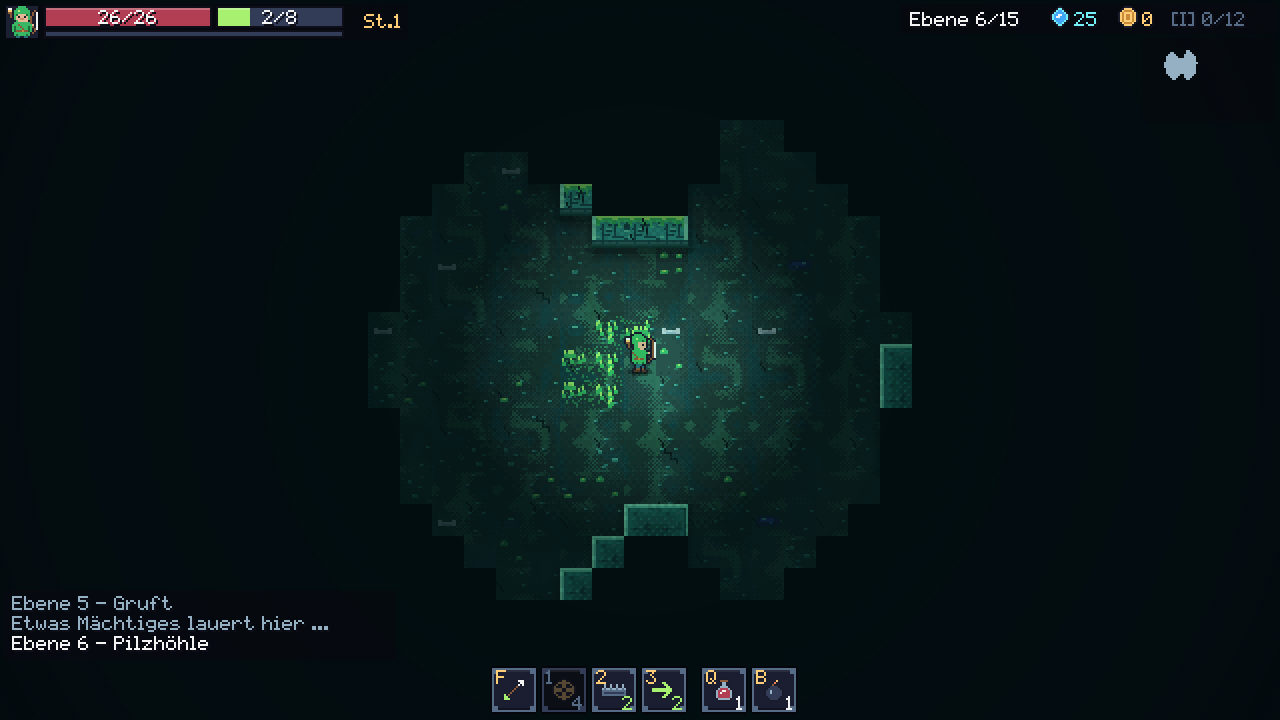 26/26
2/8
St.1
Ebene 6/15
25
0
[I] 0/12
Ebene 5 - Gruft
Etwas Mächtiges lauert hier ...
Ebene 6 - Pilzhöhle
F
1 4
2 2
3 2
Q 1
B 1